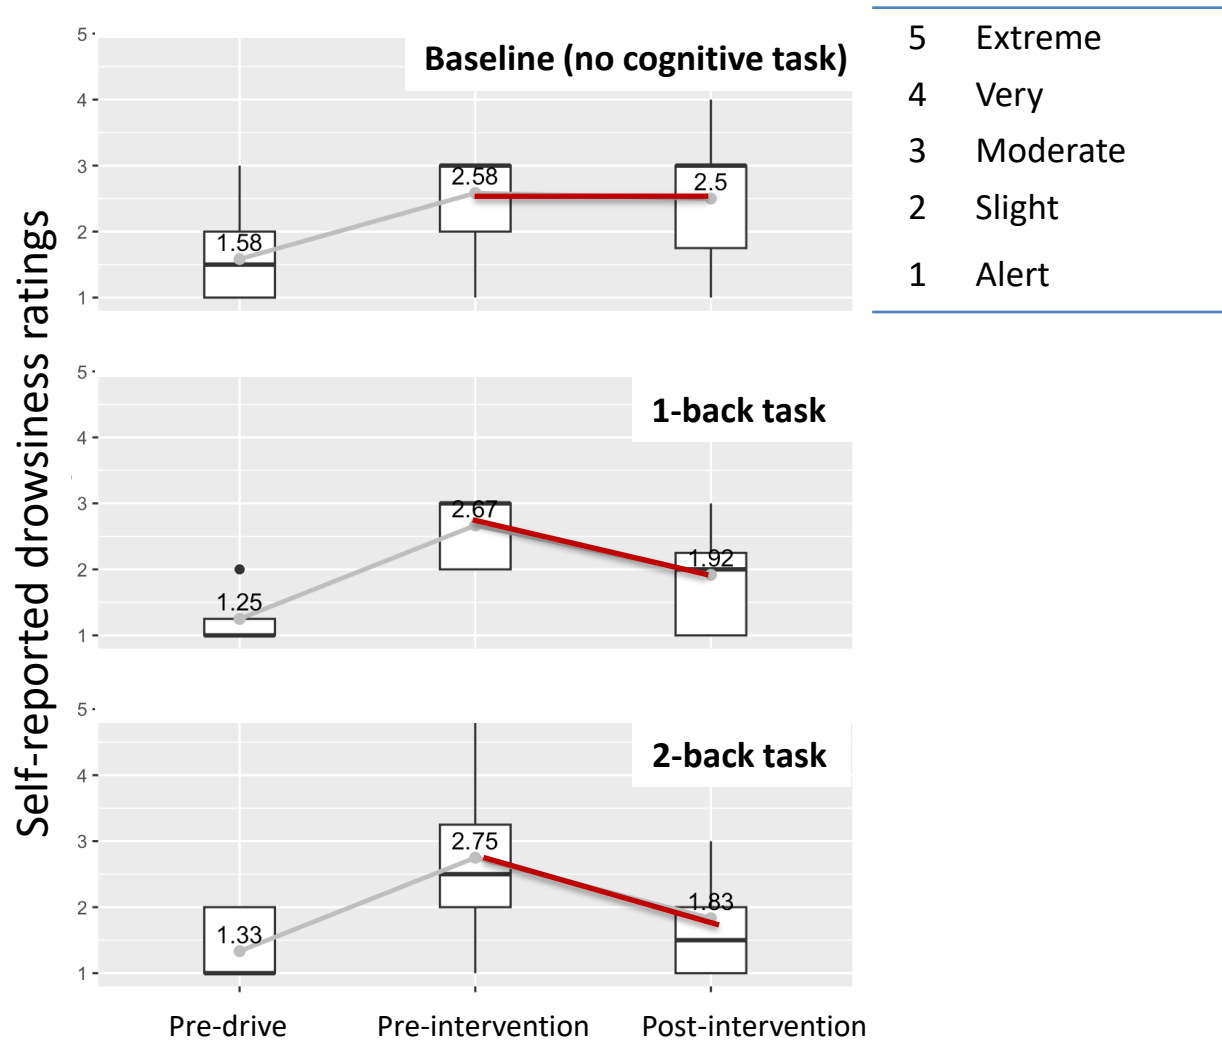 Self-reported drowsiness ratings
5
4
3
2
1
Baseline (no cognitive task)
1.58
2.58
2.5
5
4
3
2
1
1-back task
1.25
2.67
1.92
5
4
3
2
1
2-back task
1.33
2.75
1.83
Pre-drive Pre-intervention Post-intervention
5 Extreme
4 Very
3 Moderate
2 Slight
1 Alert